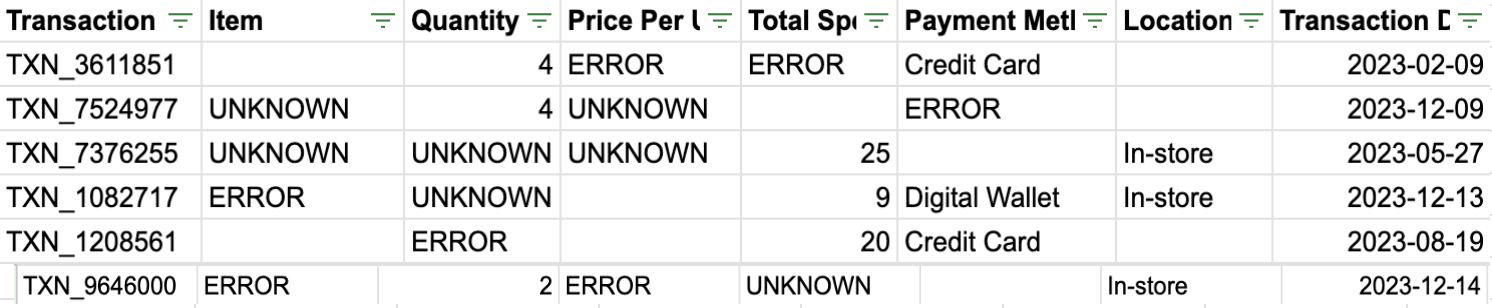 Transaction Item Quantity Price Per U Total Spe Payment Metl Location Transaction D
TXN_3611851 4 ERROR ERROR Credit Card 2023-02-09
TXN_7524977 UNKNOWN 4 UNKNOWN ERROR 2023-12-09
TXN_7376255 UNKNOWN UNKNOWN UNKNOWN 25 In-store 2023-05-27
TXN_1082717 ERROR UNKNOWN 9 Digital Wallet In-store 2023-12-13
TXN_1208561 ERROR 20 Credit Card 2023-08-19
TXN_9646000 ERROR 2 ERROR UNKNOWN In-store 2023-12-14